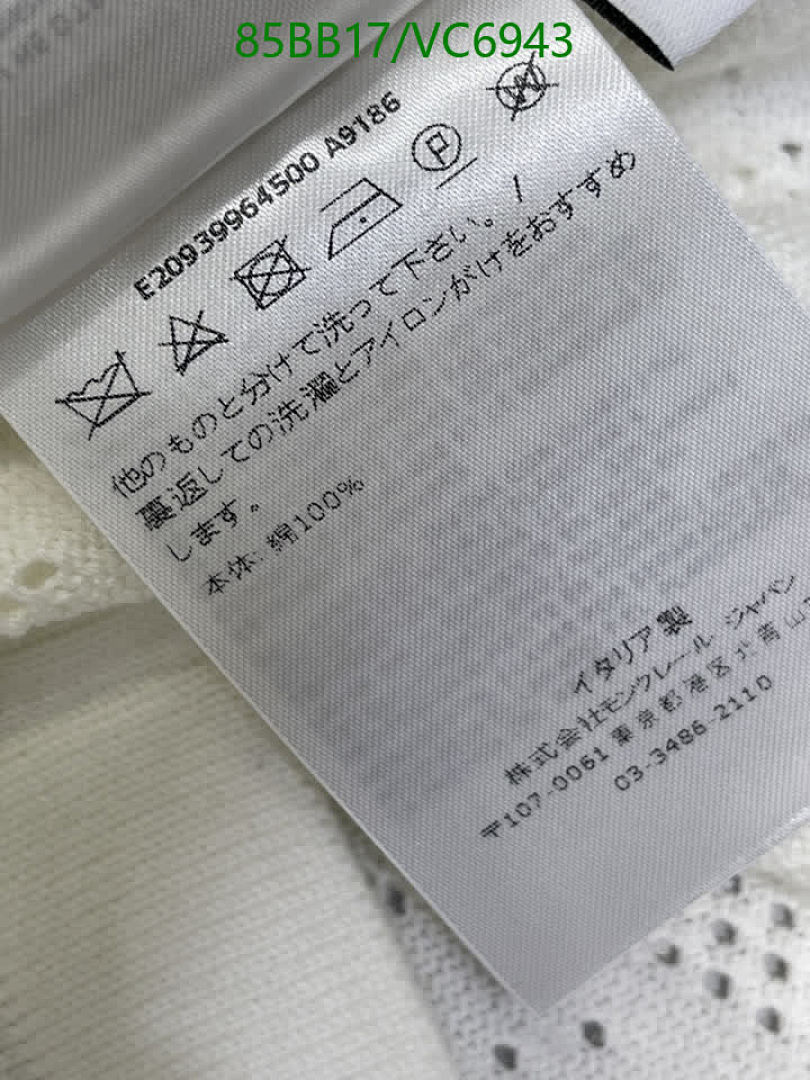 85BB17/VC6943
E20939964500 A9186
他のものと分けて洗って下さい。/
裏返しての洗濯とアイロンがけをおすすめ
します。
本体: 綿100%
イタリア製
株式会社モンクレール ジャパン
〒107-0061 東京都港区北青山
03-3486-2110